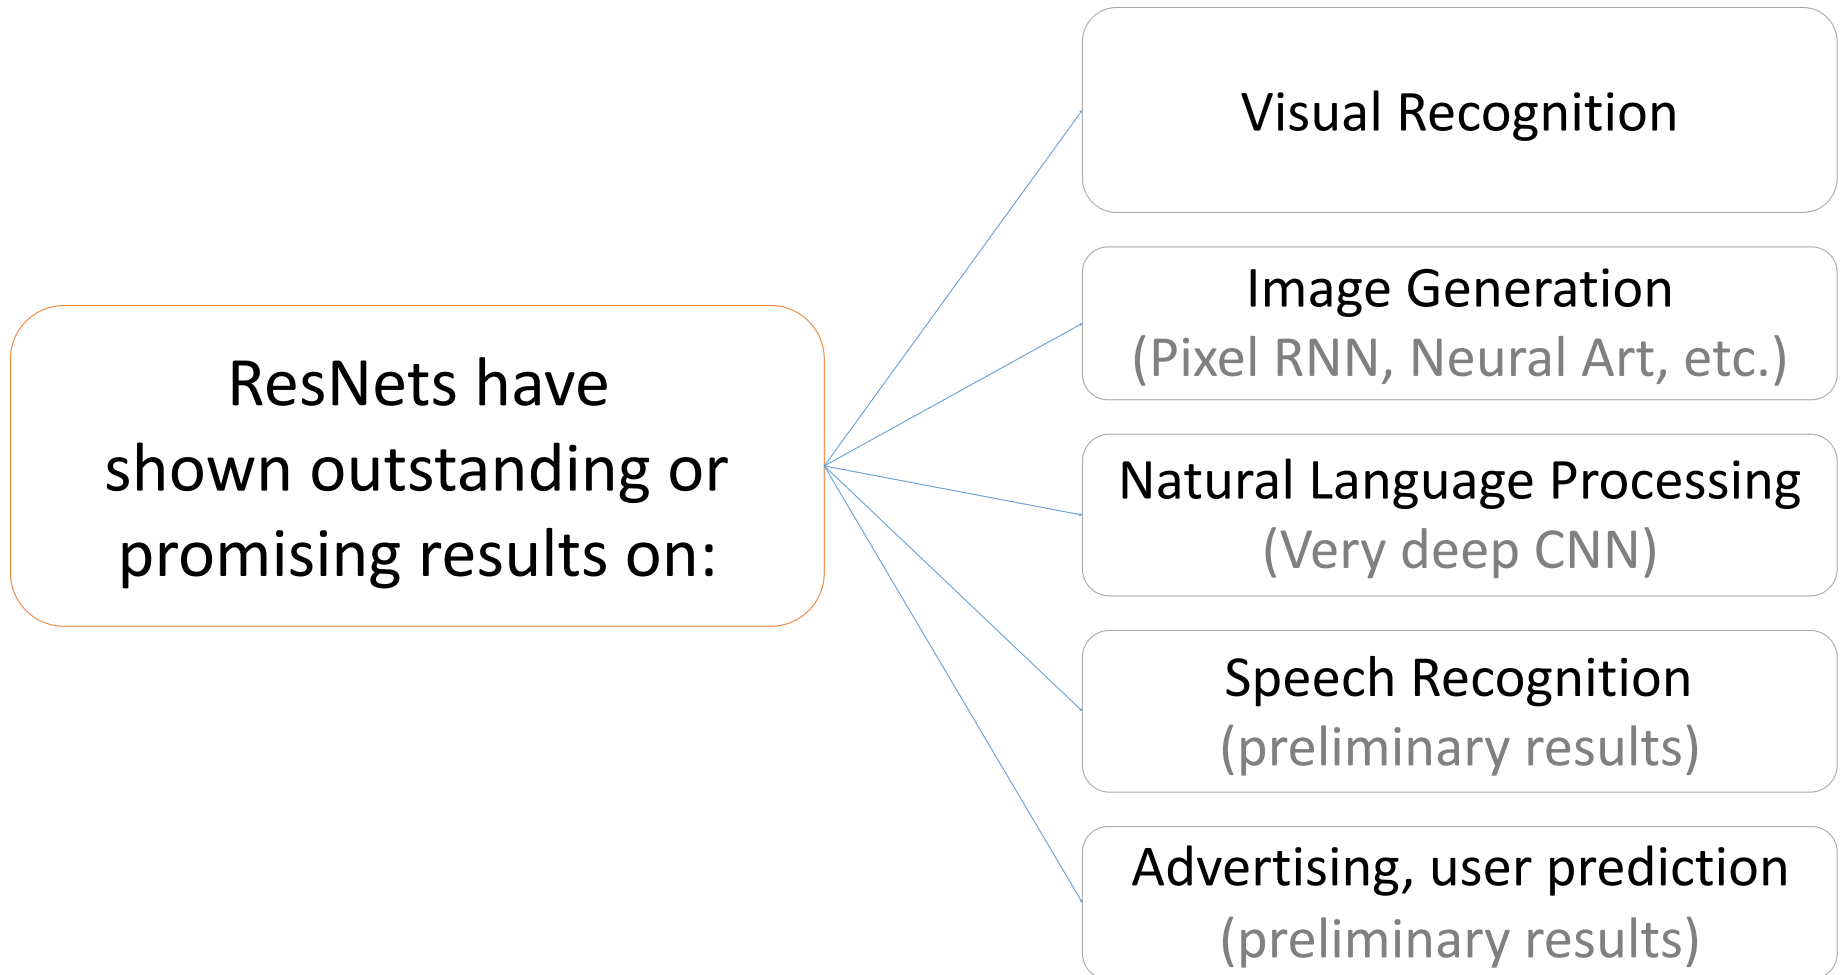 ResNets have
shown outstanding or
promising results on:
Visual Recognition
Image Generation
(Pixel RNN, Neural Art, etc.)
Natural Language Processing
(Very deep CNN)
Speech Recognition
(preliminary results)
Advertising, user prediction
(preliminary results)